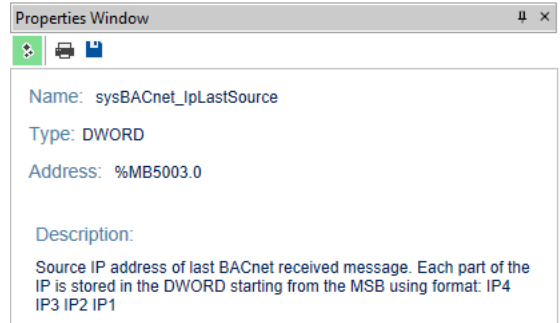 Properties Window
Name: sysBACnet_IpLastSource
Type: DWORD
Address: %MB5003.0
Description:
Source IP address of last BACnet received message. Each part of the
IP is stored in the DWORD starting from the MSB using format: IP4
IP3 IP2 IP1